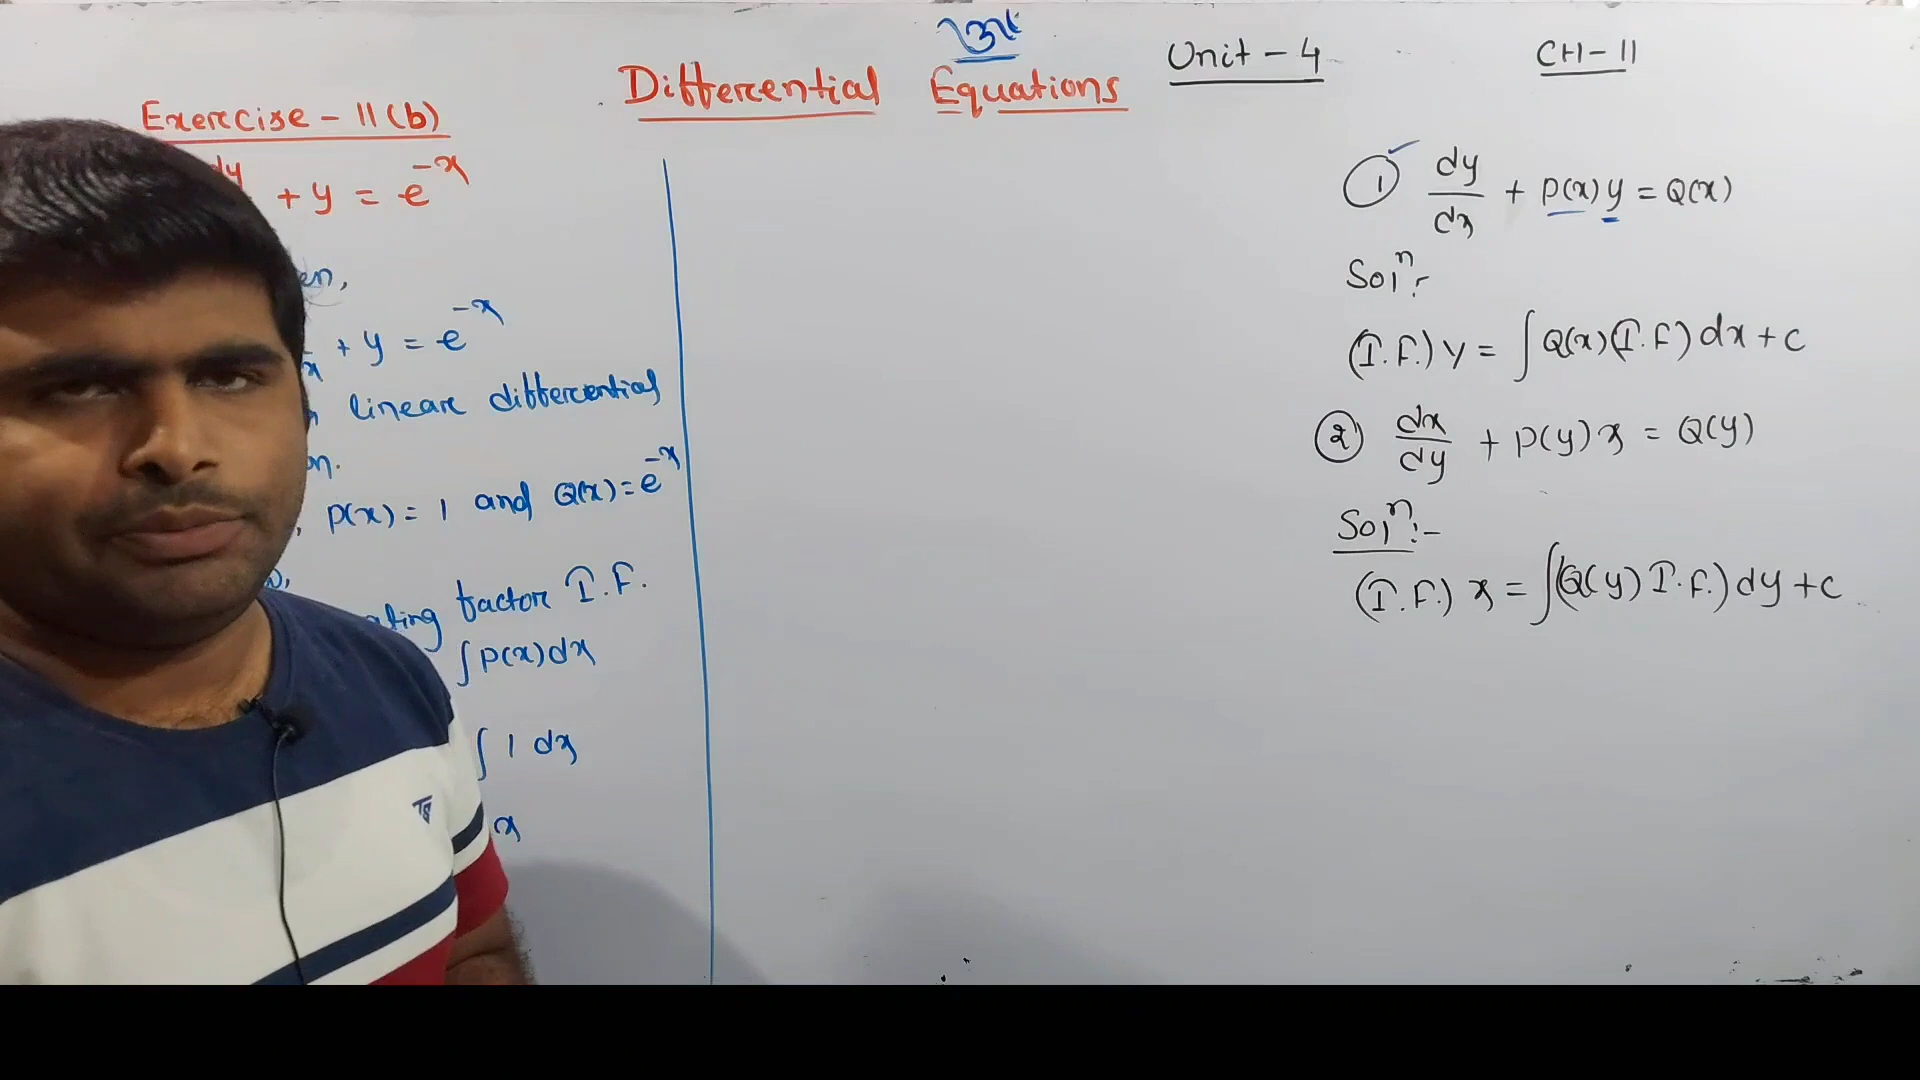 Unit - 4
CH - 11
Differential Equations
Exercise - 11(b)
dy + y = e^{-x}
en,
x + y = e^{-x}
linear differential
n.
, P(x) = 1 and Q(x) = e^{-x}
ating factor I.F.
∫P(x)dx
∫ 1 dx
x
① ✓ dy/dx + P(x)y = Q(x)
Solⁿ:-
(I.F.) y = ∫Q(x)(I.F)dx + c
② dx/dy + P(y)x = Q(y)
Solⁿ:-
(I.F.) x = ∫(Q(y) I.F.)dy + c